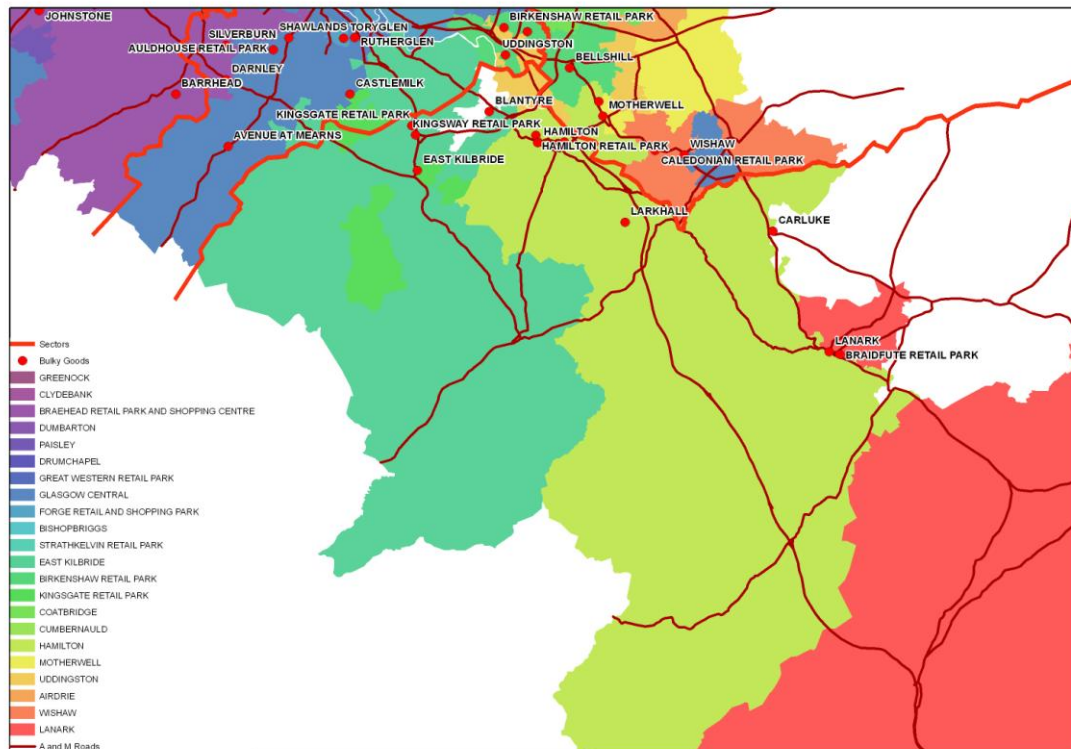 JOHNSTONE
BIRKENSHAW RETAIL PARK
SILVERBURN
SHAWLANDS TORYGLEN
AULDHOUSE RETAIL PARK
RUTHERGLEN
UDDINGSTON
BELLSHILL
DARNLEY
BARRHEAD
CASTLEMILK
BLANTYRE
MOTHERWELL
KINGSGATE RETAIL PARK
KINGSWAY RETAIL PARK
AVENUE AT MEARNS
HAMILTON
HAMILTON RETAIL PARK
WISHAW
CALEDONIAN RETAIL PARK
EAST KILBRIDE
LARKHALL
CARLUKE
LANARK
BRAIDFUTE RETAIL PARK
Sectors
Bulky Goods
GREENOCK
CLYDEBANK
BRAEHEAD RETAIL PARK AND SHOPPING CENTRE
DUMBARTON
PAISLEY
DRUMCHAPEL
GREAT WESTERN RETAIL PARK
GLASGOW CENTRAL
FORGE RETAIL AND SHOPPING PARK
BISHOPBRIGGS
STRATHKELVIN RETAIL PARK
EAST KILBRIDE
BIRKENSHAW RETAIL PARK
KINGSGATE RETAIL PARK
COATBRIDGE
CUMBERNAULD
HAMILTON
MOTHERWELL
UDDINGSTON
AIRDRIE
WISHAW
LANARK
A and M Roads